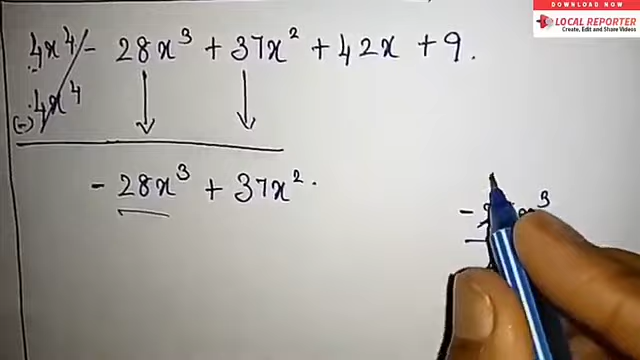 DOWNLOAD NOW
LOCAL REPORTER
Create, Edit and Share Videos
4x⁴ - 28x³ + 37x² + 42x + 9.
(-) 4x⁴
- 28x³ + 37x².